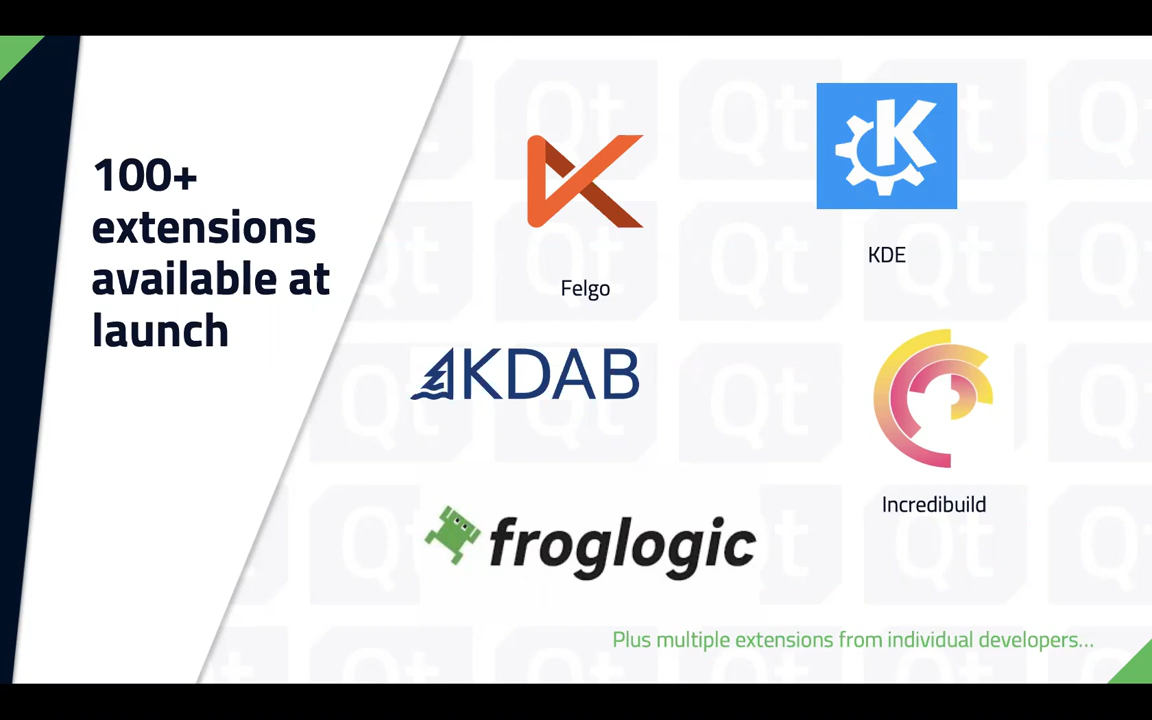 100+
extensions
available at
launch
Felgo
KDE
KDAB
Incredibuild
froglogic
Plus multiple extensions from individual developers...